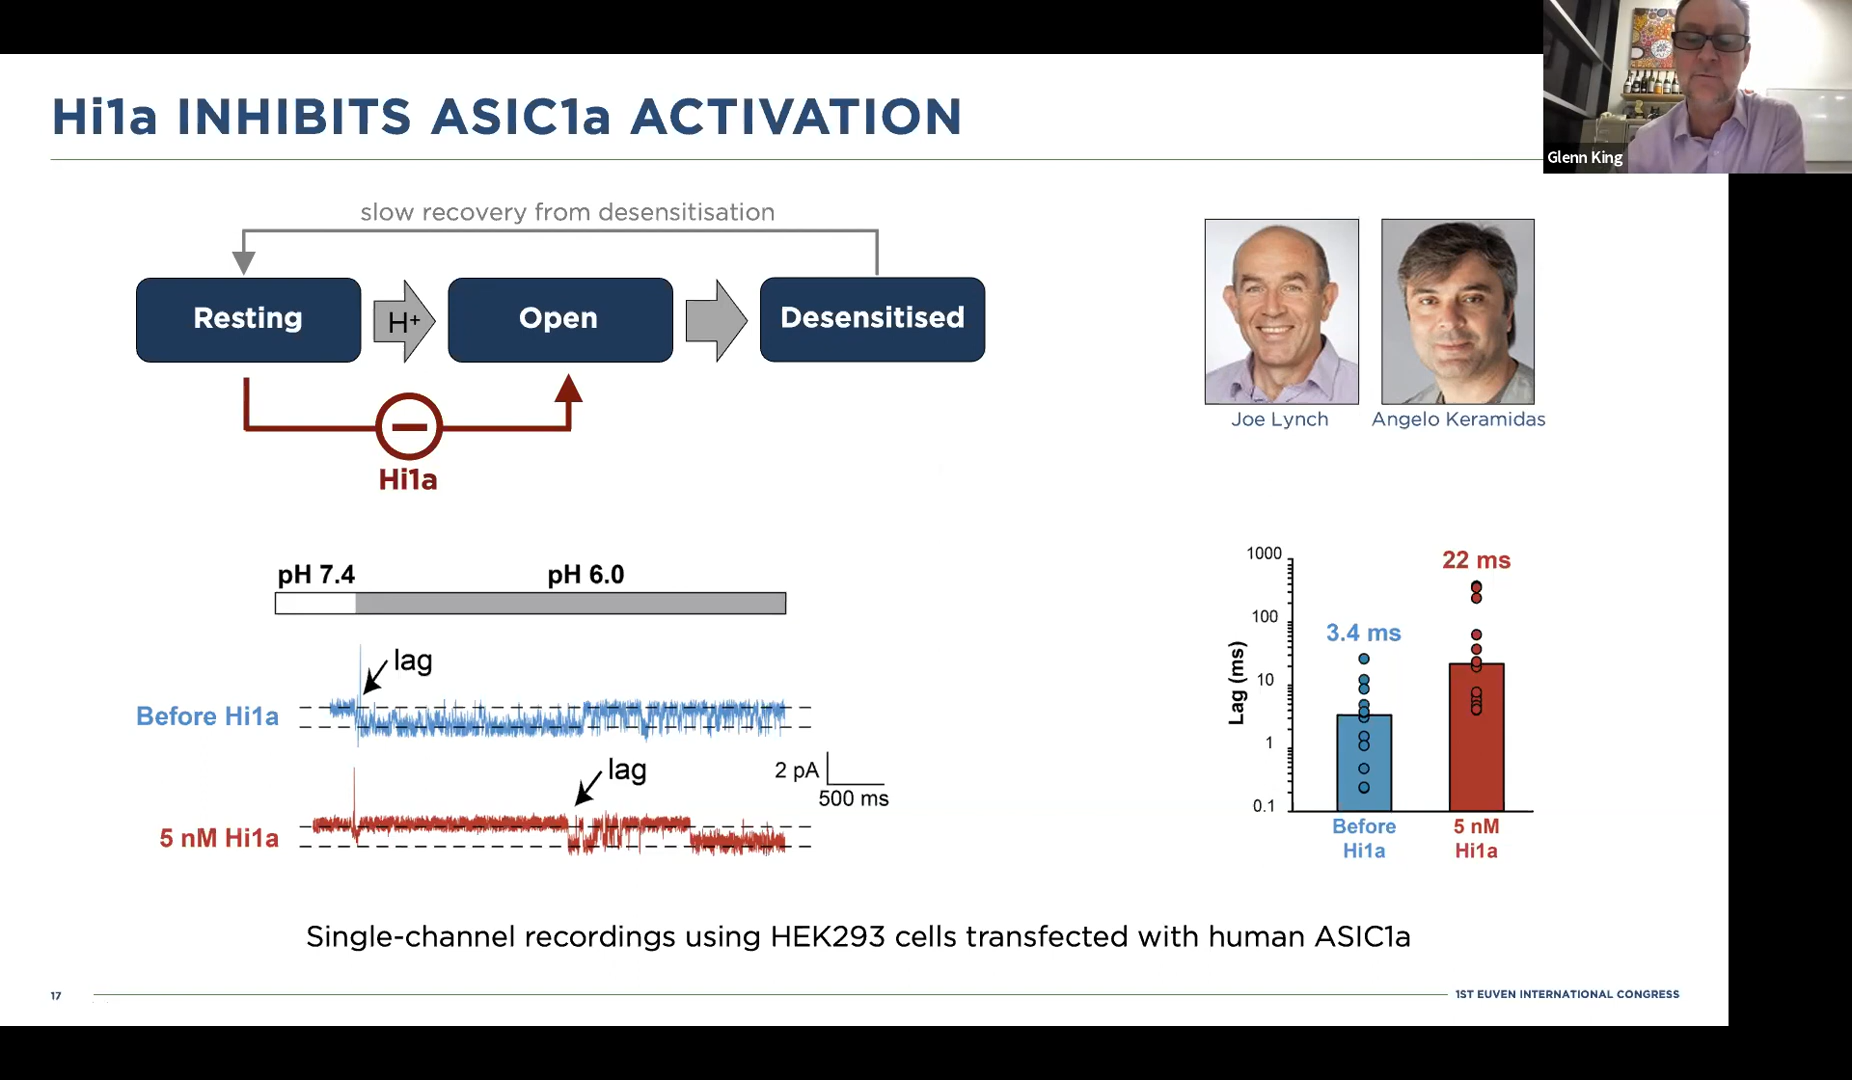 Hi1a INHIBITS ASIC1a ACTIVATION
Glenn King
slow recovery from desensitisation
Resting
H+
Open
Desensitised
Hi1a
Joe Lynch
Angelo Keramidas
pH 7.4
pH 6.0
lag
Before Hi1a
lag
2 pA
500 ms
5 nM Hi1a
1000
100
10
1
0.1
Lag (ms)
3.4 ms
22 ms
Before
Hi1a
5 nM
Hi1a
Single-channel recordings using HEK293 cells transfected with human ASIC1a
17
1ST EUVEN INTERNATIONAL CONGRESS